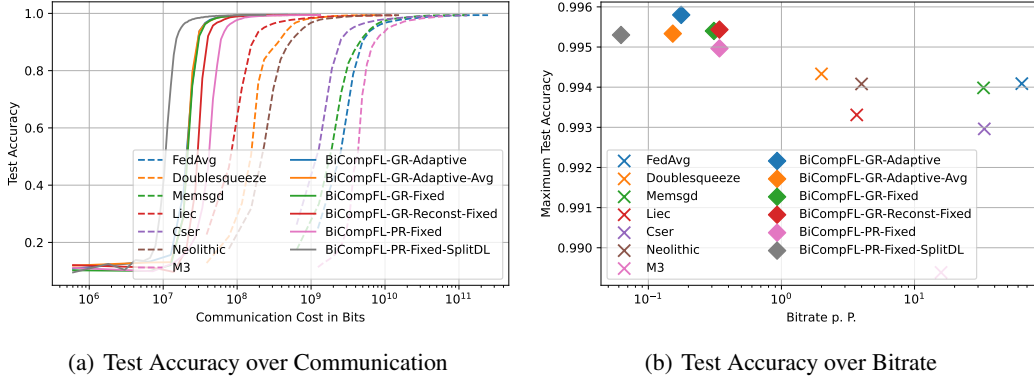 1.0
0.8
0.6
0.4
0.2
Test Accuracy
10^6
10^7
10^8
10^9
10^10
10^11
Communication Cost in Bits
FedAvg
Doublesqueeze
Memsgd
Liec
Cser
Neolithic
M3
BiCompFL-GR-Adaptive
BiCompFL-GR-Adaptive-Avg
BiCompFL-GR-Fixed
BiCompFL-GR-Reconst-Fixed
BiCompFL-PR-Fixed
BiCompFL-PR-Fixed-SplitDL
(a) Test Accuracy over Communication
0.996
0.995
0.994
0.993
0.992
0.991
0.990
Maximum Test Accuracy
10^−1
10^0
10^1
Bitrate p. P.
FedAvg
Doublesqueeze
Memsgd
Liec
Cser
Neolithic
M3
BiCompFL-GR-Adaptive
BiCompFL-GR-Adaptive-Avg
BiCompFL-GR-Fixed
BiCompFL-GR-Reconst-Fixed
BiCompFL-PR-Fixed
BiCompFL-PR-Fixed-SplitDL
(b) Test Accuracy over Bitrate